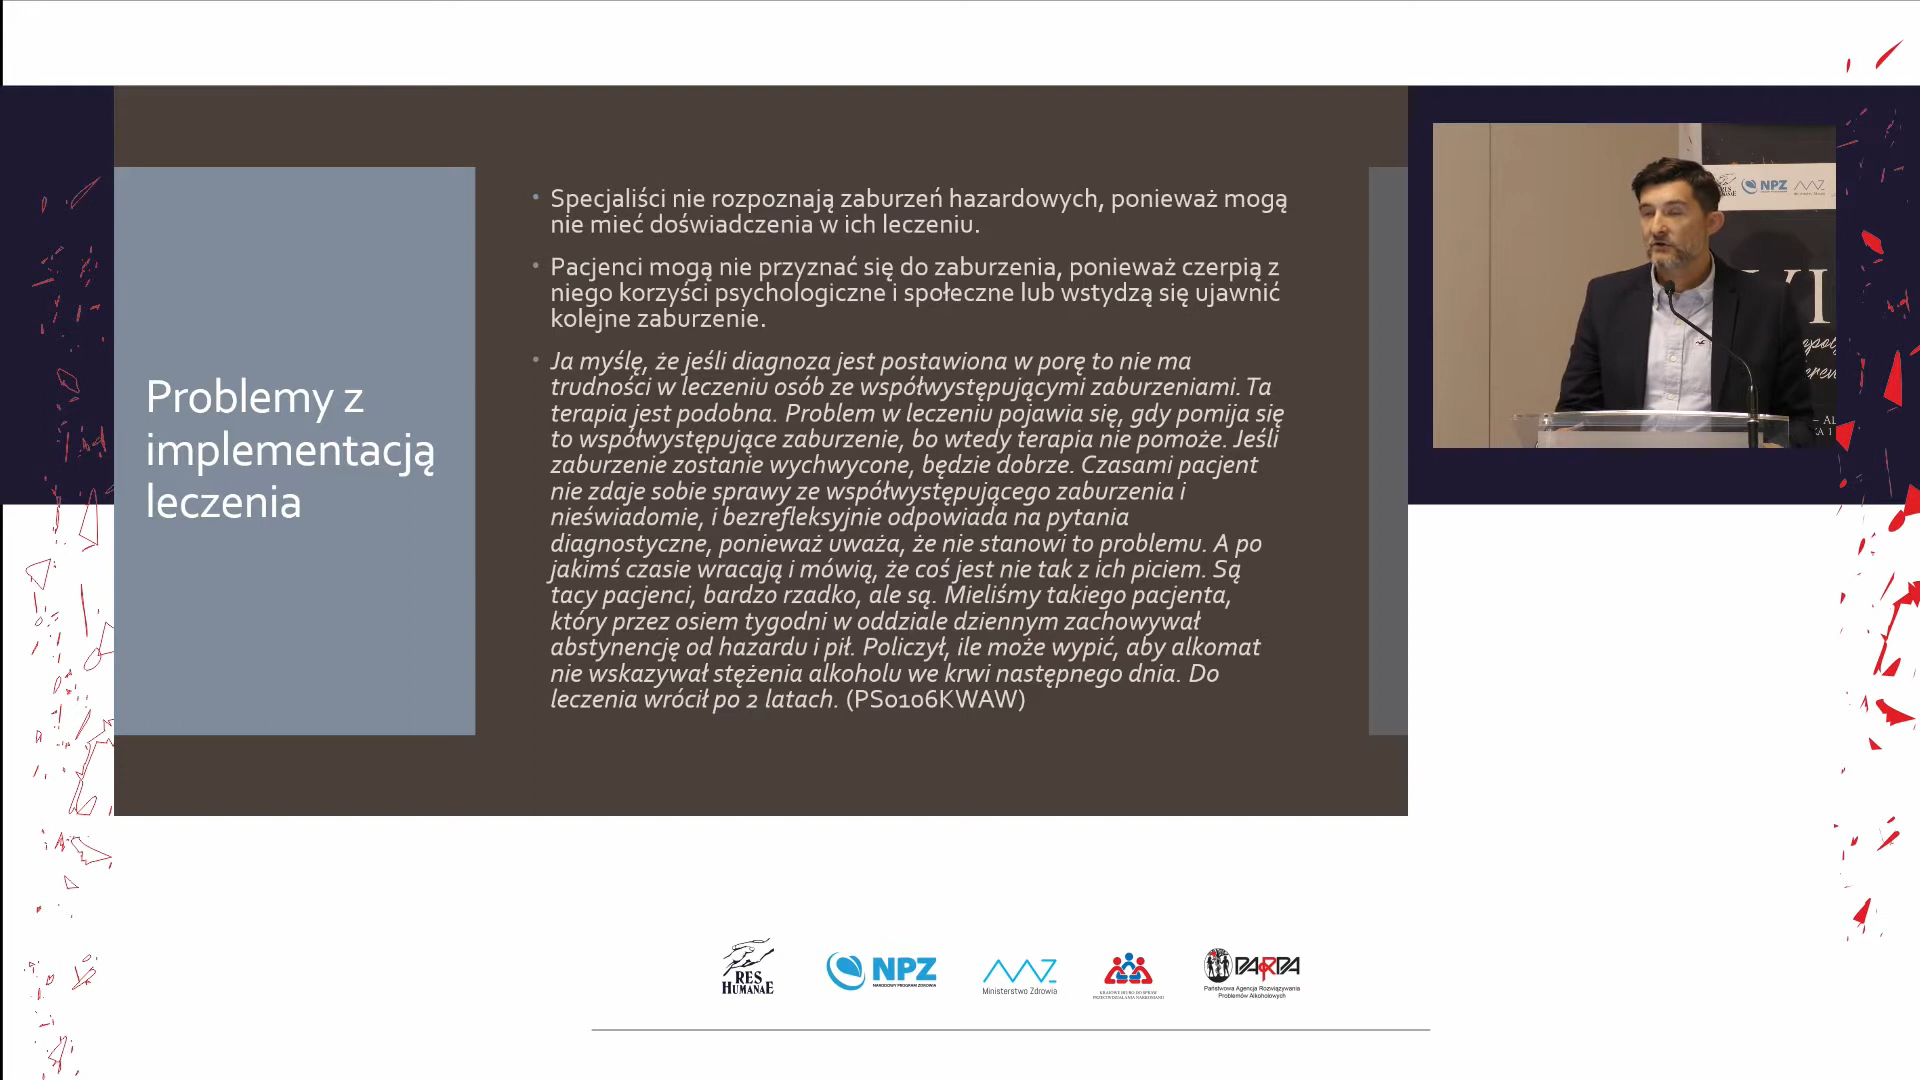 Problemy z
implementacją
leczenia
• Specjaliści nie rozpoznają zaburzeń hazardowych, ponieważ mogą
nie mieć doświadczenia w ich leczeniu.
• Pacjenci mogą nie przyznać się do zaburzenia, ponieważ czerpią z
niego korzyści psychologiczne i społeczne lub wstydzą się ujawnić
kolejne zaburzenie.
• Ja myślę, że jeśli diagnoza jest postawiona w porę to nie ma
trudności w leczeniu osób ze współwystępującymi zaburzeniami. Ta
terapia jest podobna. Problem w leczeniu pojawia się, gdy pomija się
to współwystępujące zaburzenie, bo wtedy terapia nie pomoże. Jeśli
zaburzenie zostanie wychwycone, będzie dobrze. Czasami pacjent
nie zdaje sobie sprawy ze współwystępującego zaburzenia i
nieświadomie, i bezrefleksyjnie odpowiada na pytania
diagnostyczne, ponieważ uważa, że nie stanowi to problemu. A po
jakimś czasie wracają i mówią, że coś jest nie tak z ich piciem. Są
tacy pacjenci, bardzo rzadko, ale są. Mieliśmy takiego pacjenta,
który przez osiem tygodni w oddziale dziennym zachowywał
abstynencję od hazardu i pił. Policzył, ile może wypić, aby alkomat
nie wskazywał stężenia alkoholu we krwi następnego dnia. Do
leczenia wrócił po 2 latach. (PS0106KWAW)
NPZ
XVI
RES
HUMANAE
NPZ
NARODOWY PROGRAM ZDROWIA
Ministerstwo Zdrowia
KRAJOWE BIURO DO SPRAW
PRZECIWDZIAŁANIA NARKOMANII
PARPA
Państwowa Agencja Rozwiązywania
Problemów Alkoholowych